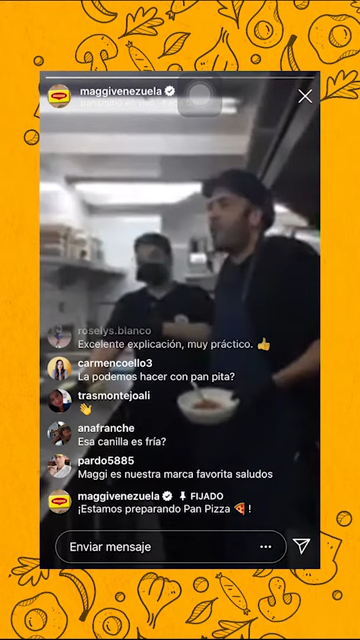 maggivenezuela
roselys.blanco
Excelente explicación, muy práctico. 👍
carmencoello3
La podemos hacer con pan pita?
trasmontejoali
👋
anafranche
Esa canilla es fría?
pardo5885
Maggi es nuestra marca favorita saludos
maggivenezuela FIJADO
¡Estamos preparando Pan Pizza 🍕!
Enviar mensaje